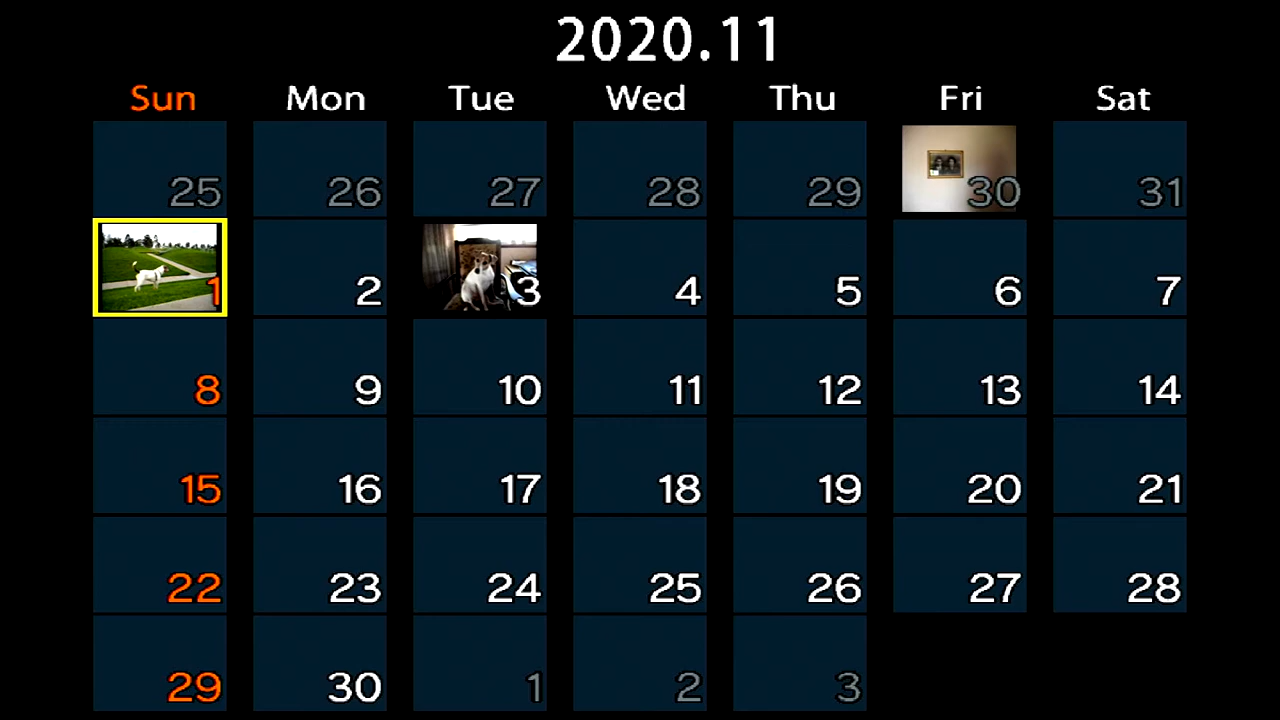 2020.11
Sun Mon Tue Wed Thu Fri Sat
25 26 27 28 29 30 31
1 2 3 4 5 6 7
8 9 10 11 12 13 14
15 16 17 18 19 20 21
22 23 24 25 26 27 28
29 30 1 2 3